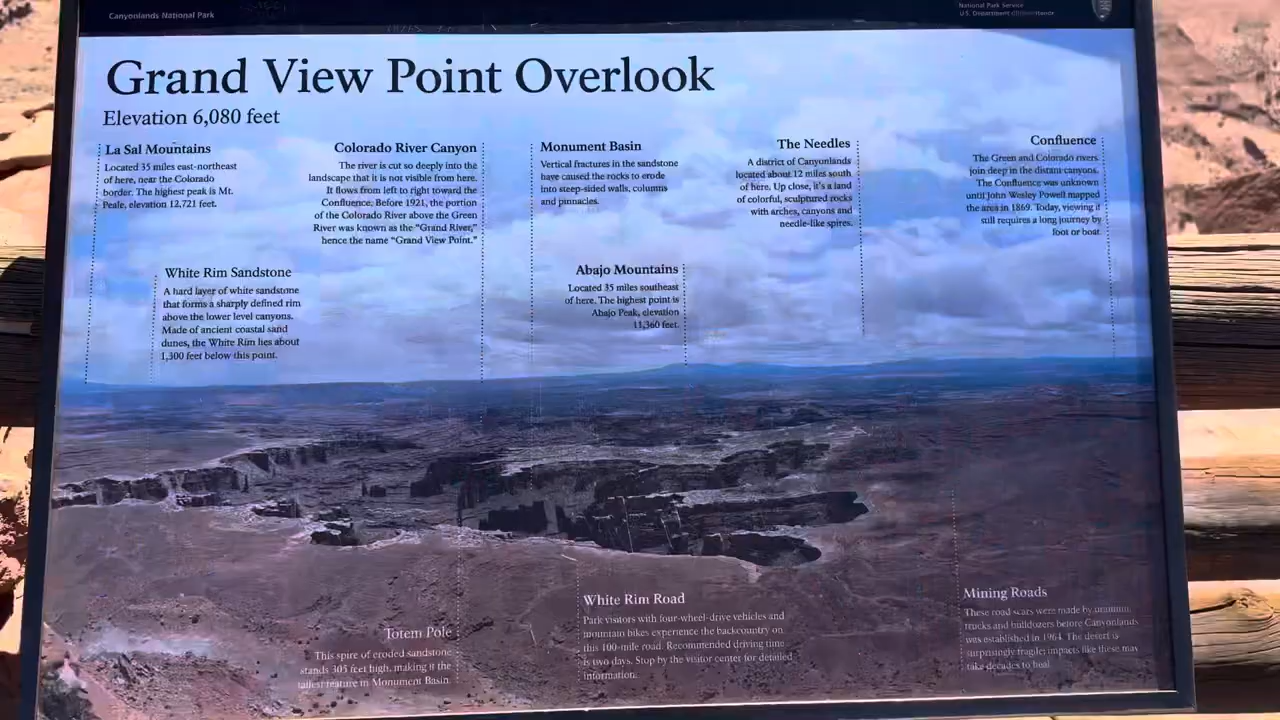 Canyonlands National Park
National Park Service
U.S. Department
Grand View Point Overlook
Elevation 6,080 feet
La Sal Mountains
Located 35 miles east-northeast
of here, near the Colorado
border. The highest peak is Mt.
Peale, elevation 12,721 feet.
Colorado River Canyon
The river is cut so deeply into the
landscape that it is not visible from here.
It flows from left to right toward the
Confluence. Before 1921, the portion
of the Colorado River above the Green
River was known as the “Grand River,”
hence the name “Grand View Point.”
Monument Basin
Vertical fractures in the sandstone
have caused the rocks to erode
into steep-sided walls, columns
and pinnacles.
The Needles
A district of Canyonlands
located about 12 miles south
of here. Up close, it’s a land
of colorful, sculptured rocks
with arches, canyons and
needle-like spires.
Confluence
The Green and Colorado rivers
join deep in the distant canyons.
The Confluence was unknown
until John Wesley Powell mapped
the area in 1869. Today, viewing it
still requires a long journey by
foot or boat.
White Rim Sandstone
A hard layer of white sandstone
that forms a sharply defined rim
above the lower level canyons.
Made of ancient coastal sand
dunes, the White Rim lies about
1,300 feet below this point.
Abajo Mountains
Located 35 miles southeast
of here. The highest point is
Abajo Peak, elevation
11,360 feet.
Totem Pole
This spire of eroded sandstone
stands 305 feet high, making it the
tallest feature in Monument Basin.
White Rim Road
Park visitors with four-wheel-drive vehicles and
mountain bikes experience the backcountry on
this 100-mile road. Recommended driving time
is two days. Stop by the visitor center for detailed
information.
Mining Roads
These road scars were made by uranium
trucks and bulldozers before Canyonlands
was established in 1964. The desert is
surprisingly fragile; impacts like these may
take decades to heal.